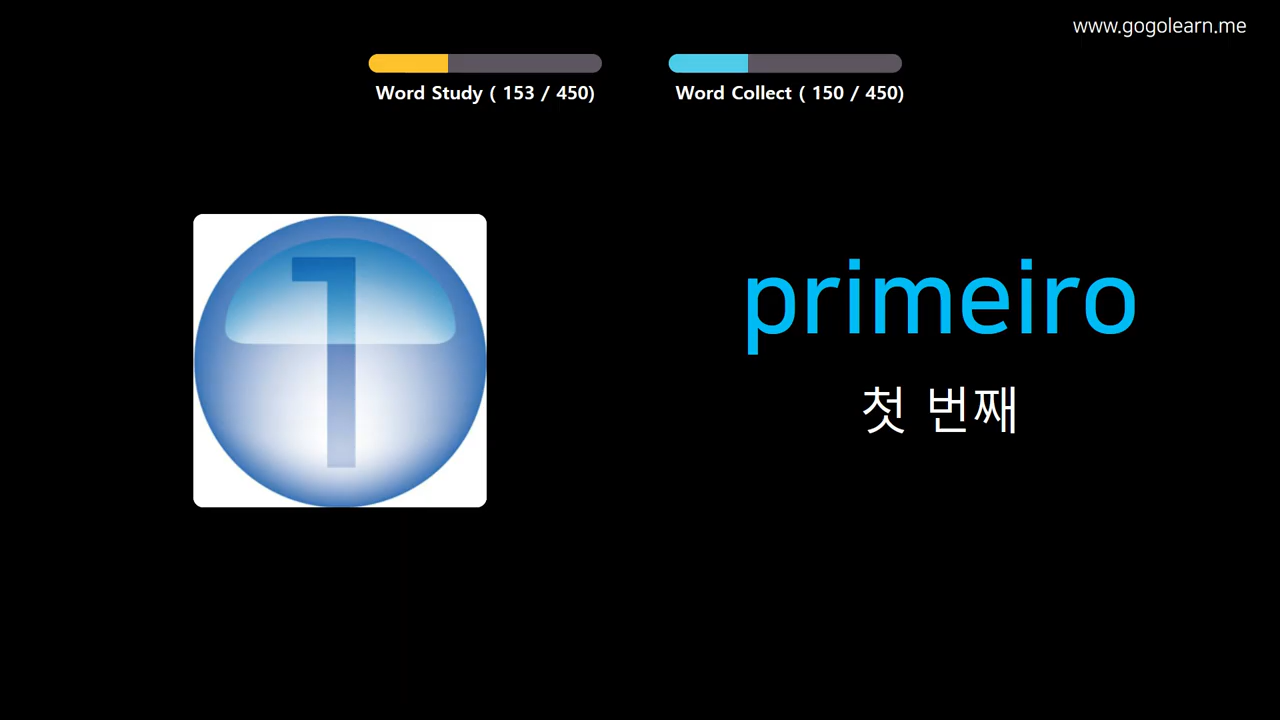 www.gogolearn.me
Word Study ( 153 / 450)
Word Collect ( 150 / 450)
1
primeiro
첫 번째